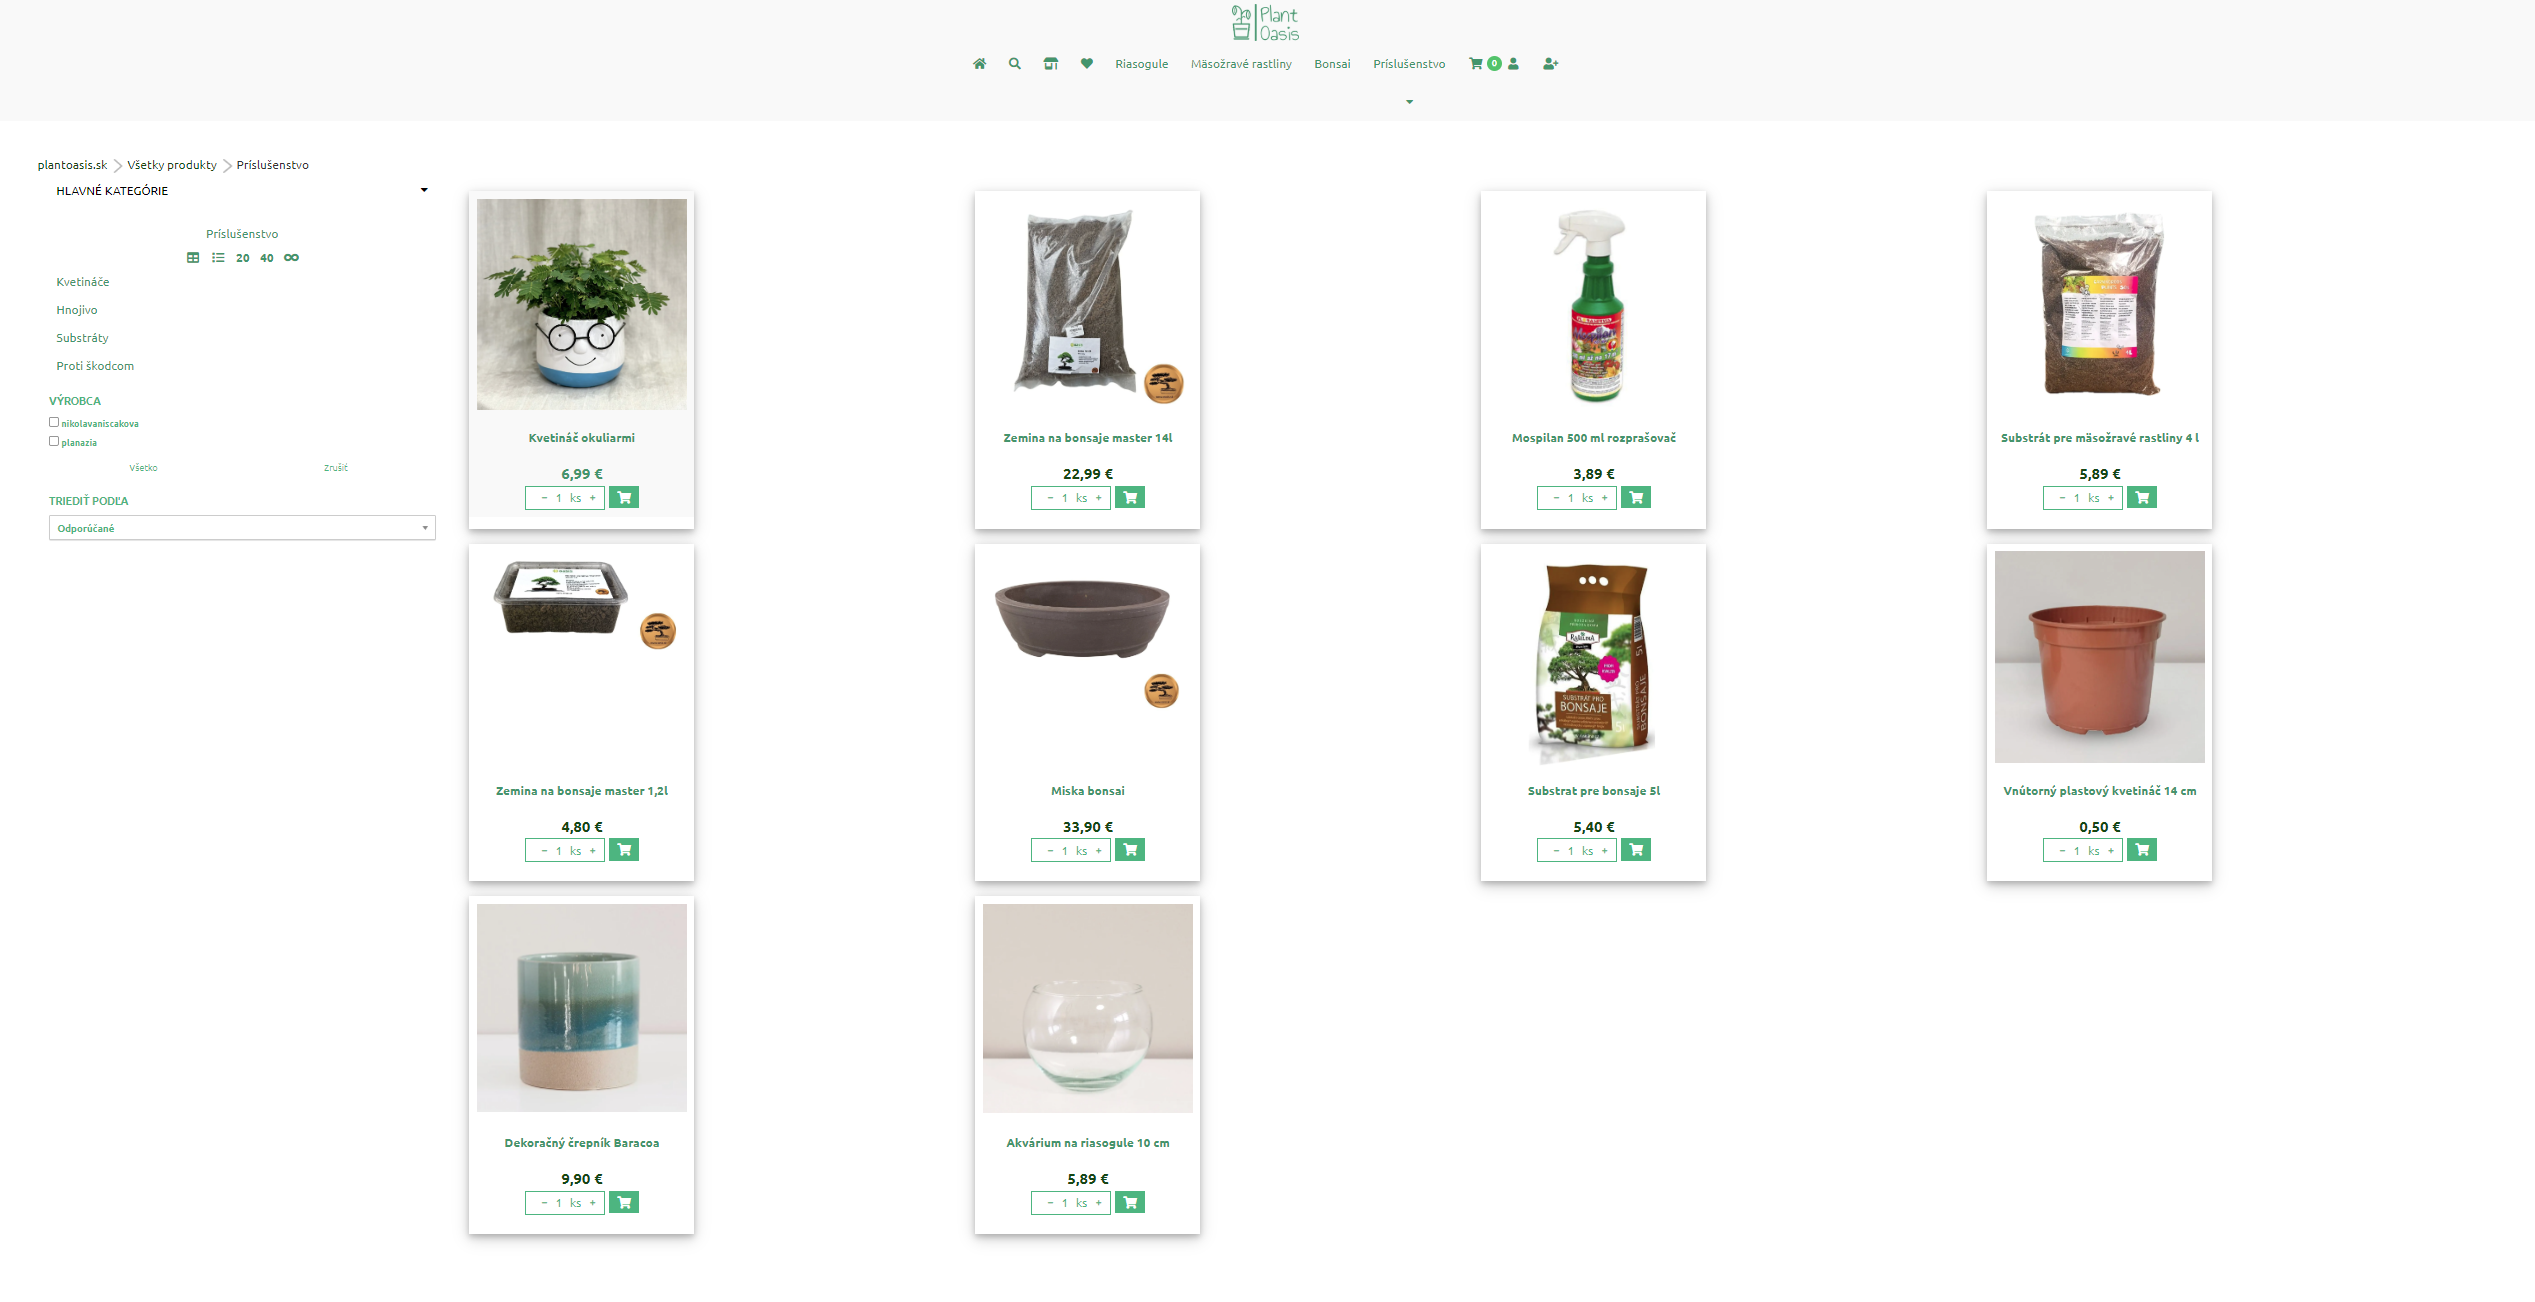 Plant
Oasis
Riasogule
Mäsožravé rastliny
Bonsai
Príslušenstvo
0
plantoasis.sk
Všetky produkty
Príslušenstvo
HLAVNÉ KATEGÓRIE
Príslušenstvo
20 40
Kvetináče
Hnojivo
Substráty
Proti škodcom
VÝROBCA
nikolavaniscakova
planazia
Všetko
Zrušiť
TRIEDIŤ PODĽA
Odporúčané
Kvetináč okuliarmi
6,99 €
− 1 ks +
Zemina na bonsaje master 14l
22,99 €
− 1 ks +
Mospilan 500 ml rozprašovač
3,89 €
− 1 ks +
Substrát pre mäsožravé rastliny 4 l
5,89 €
− 1 ks +
Zemina na bonsaje master 1,2l
4,80 €
− 1 ks +
Miska bonsai
33,90 €
− 1 ks +
SUBSTRÁT PRO
BONSAJE
5l
Substrat pre bonsaje 5l
5,40 €
− 1 ks +
Vnútorný plastový kvetináč 14 cm
0,50 €
− 1 ks +
Dekoračný črepník Baracoa
9,90 €
− 1 ks +
Akvárium na riasogule 10 cm
5,89 €
− 1 ks +